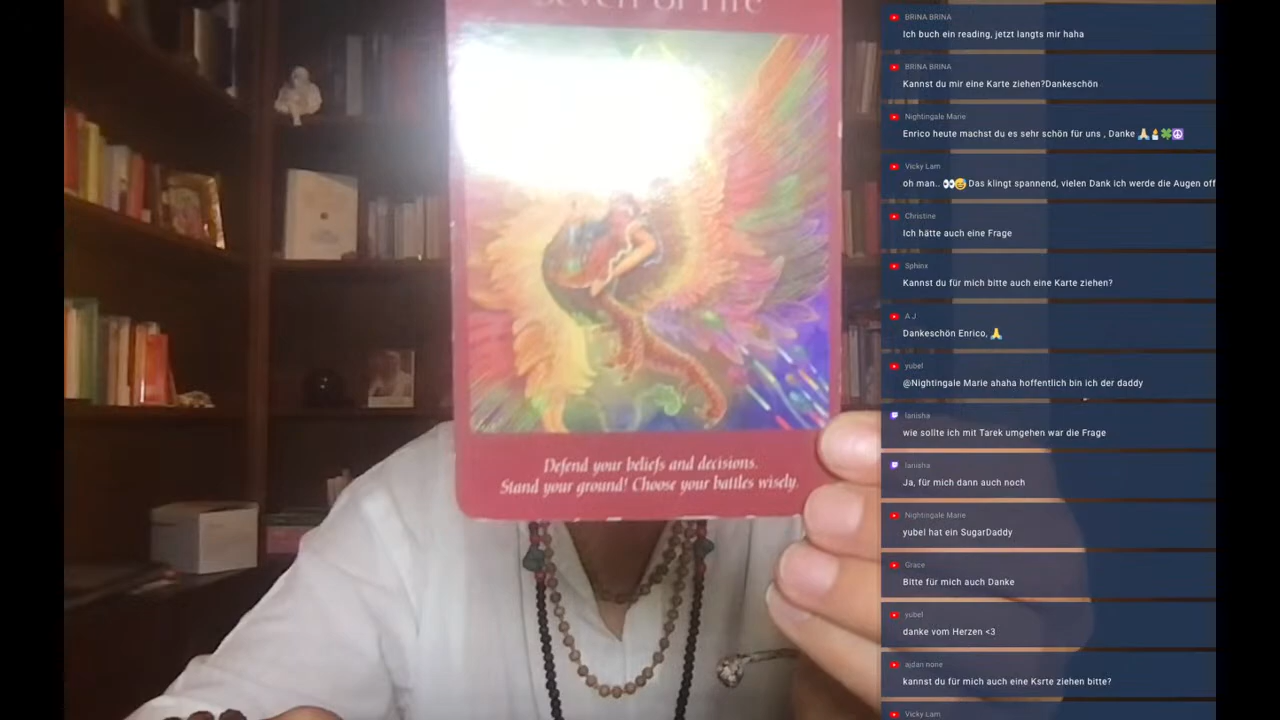 Seven of Fire
Defend your beliefs and decisions.
Stand your ground! Choose your battles wisely.
BRINA BRINA
Ich buch ein reading, jetzt langts mir haha
BRINA BRINA
Kannst du mir eine Karte ziehen?Dankeschön
Nightingale Marie
Enrico heute machst du es sehr schön für uns , Danke 🙏🕯️🍀☮️
Vicky Lam
oh man.. 👀😅 Das klingt spannend, vielen Dank ich werde die Augen off
Christine
Ich hätte auch eine Frage
Sphinx
Kannst du für mich bitte auch eine Karte ziehen?
A J
Dankeschön Enrico, 🙏
yubel
@Nightingale Marie ahaha hoffentlich bin ich der daddy
wie sollte ich mit Tarek umgehen war die Frage
Ja, für mich dann auch noch
Nightingale Marie
yubel hat ein SugarDaddy
Grace
Bitte für mich auch Danke
yubel
danke vom Herzen <3
ajdan none
kannst du für mich auch eine Ksrte ziehen bitte?
Vicky Lam